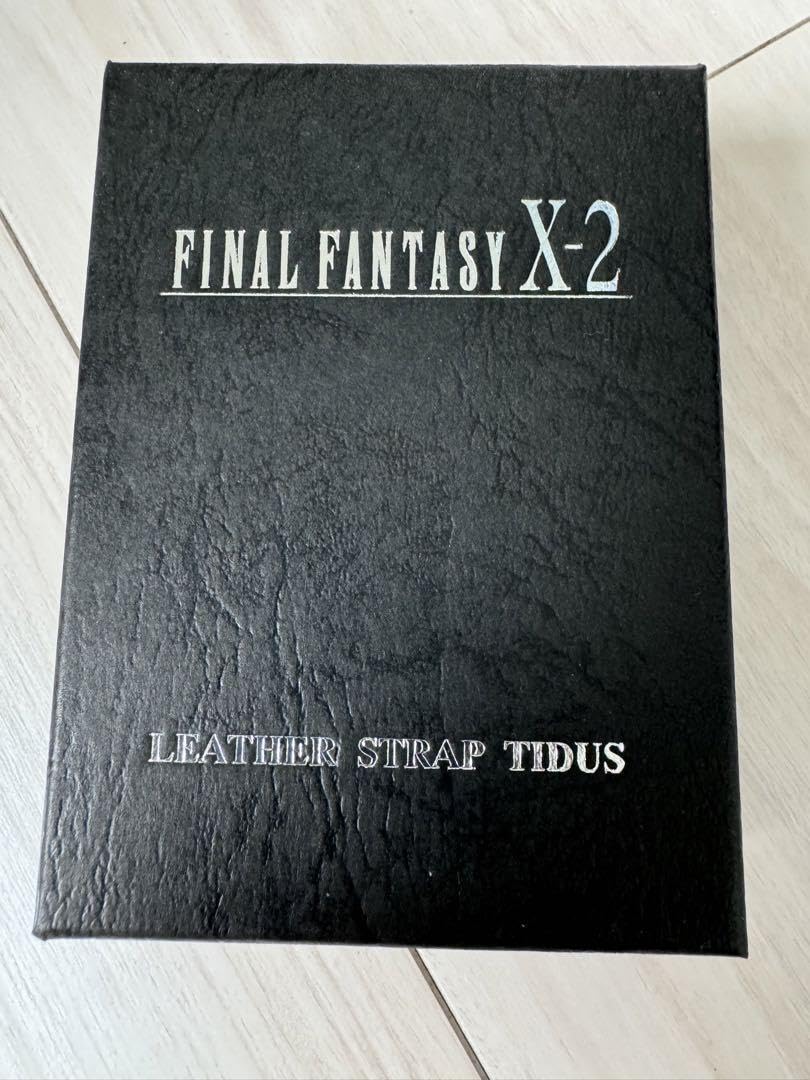 FINAL FANTASY X-2
LEATHER STRAP TIDUS